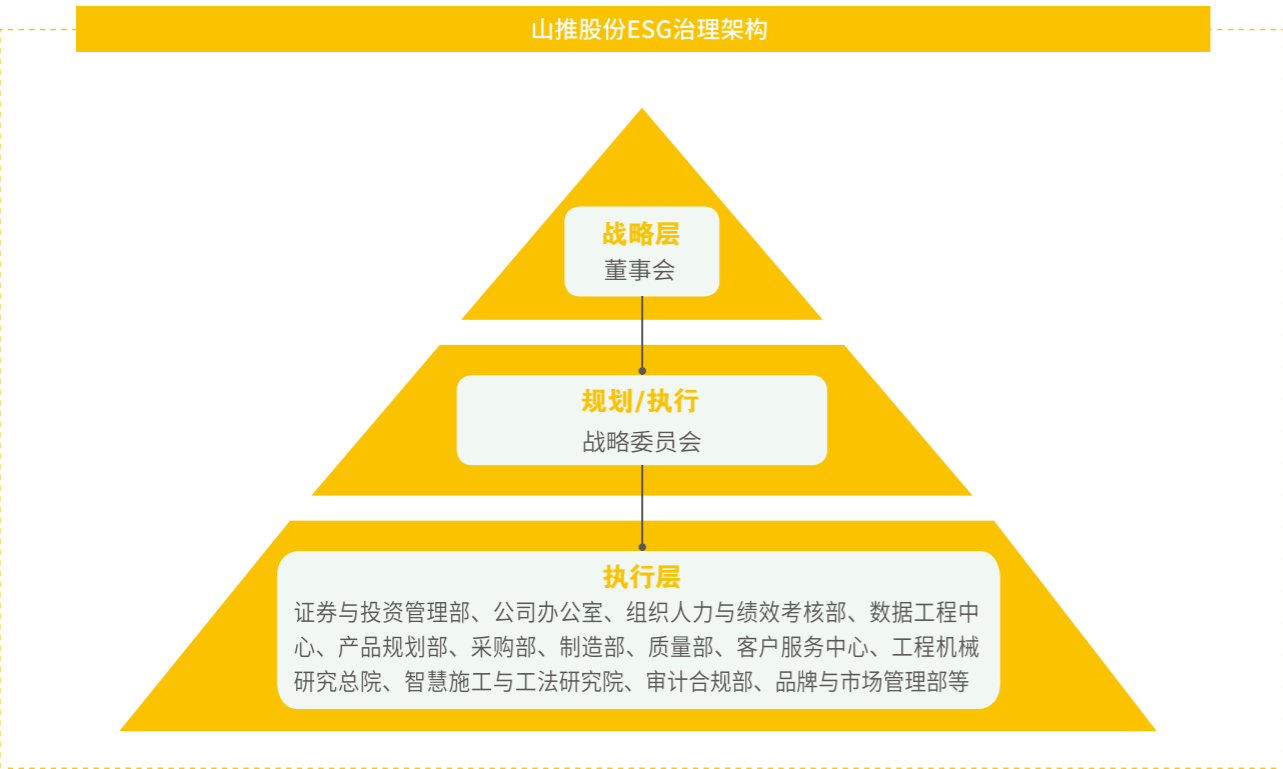 山推股份ESG治理架构
战略层
董事会
规划/执行
战略委员会
执行层
证券与投资管理部、公司办公室、组织人力与绩效考核部、数据工程中
心、产品规划部、采购部、制造部、质量部、客户服务中心、工程机械
研究总院、智慧施工与工法研究院、审计合规部、品牌与市场管理部等